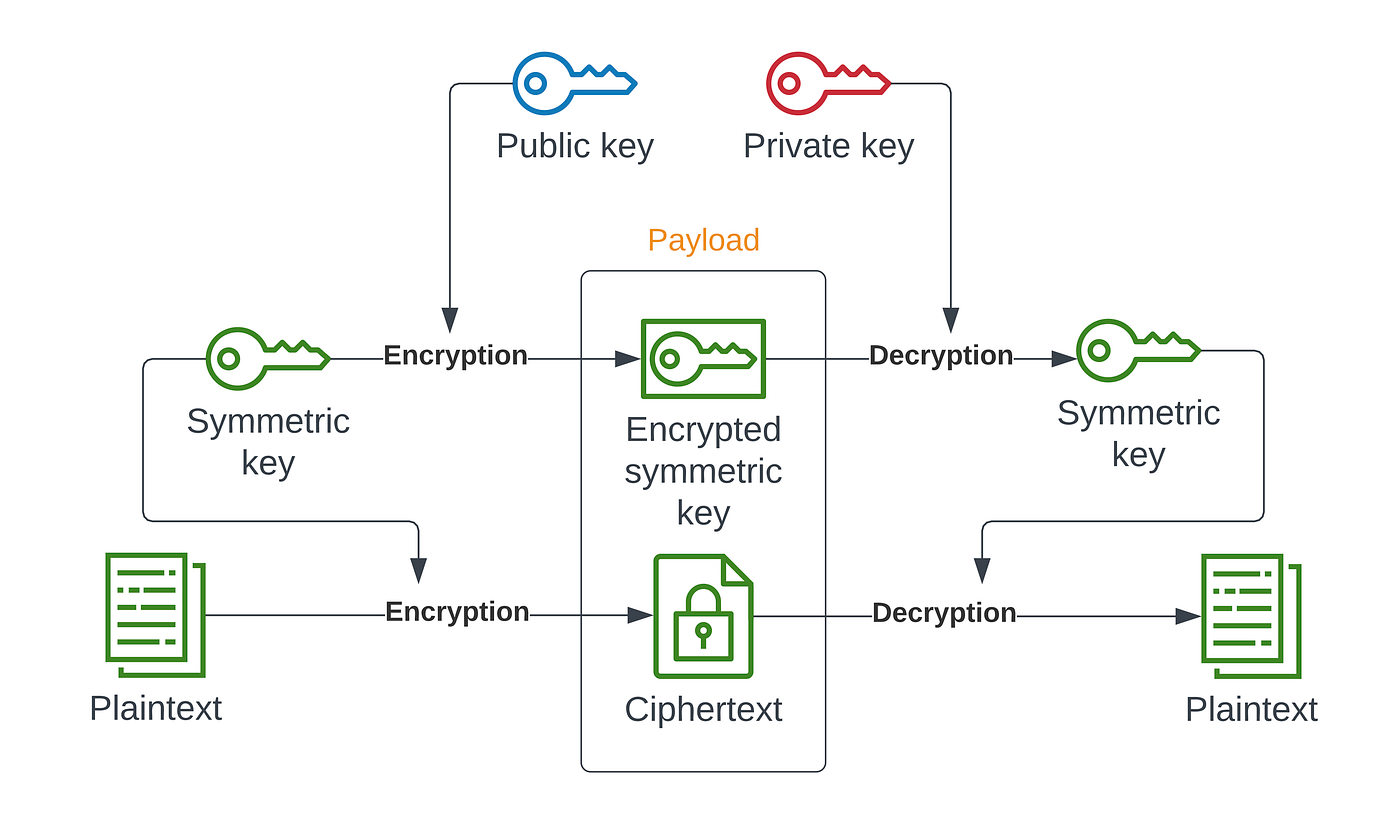 Public key
Private key
Payload
Encryption
Decryption
Symmetric
key
Encrypted
symmetric
key
Symmetric
key
Encryption
Decryption
Plaintext
Ciphertext
Plaintext